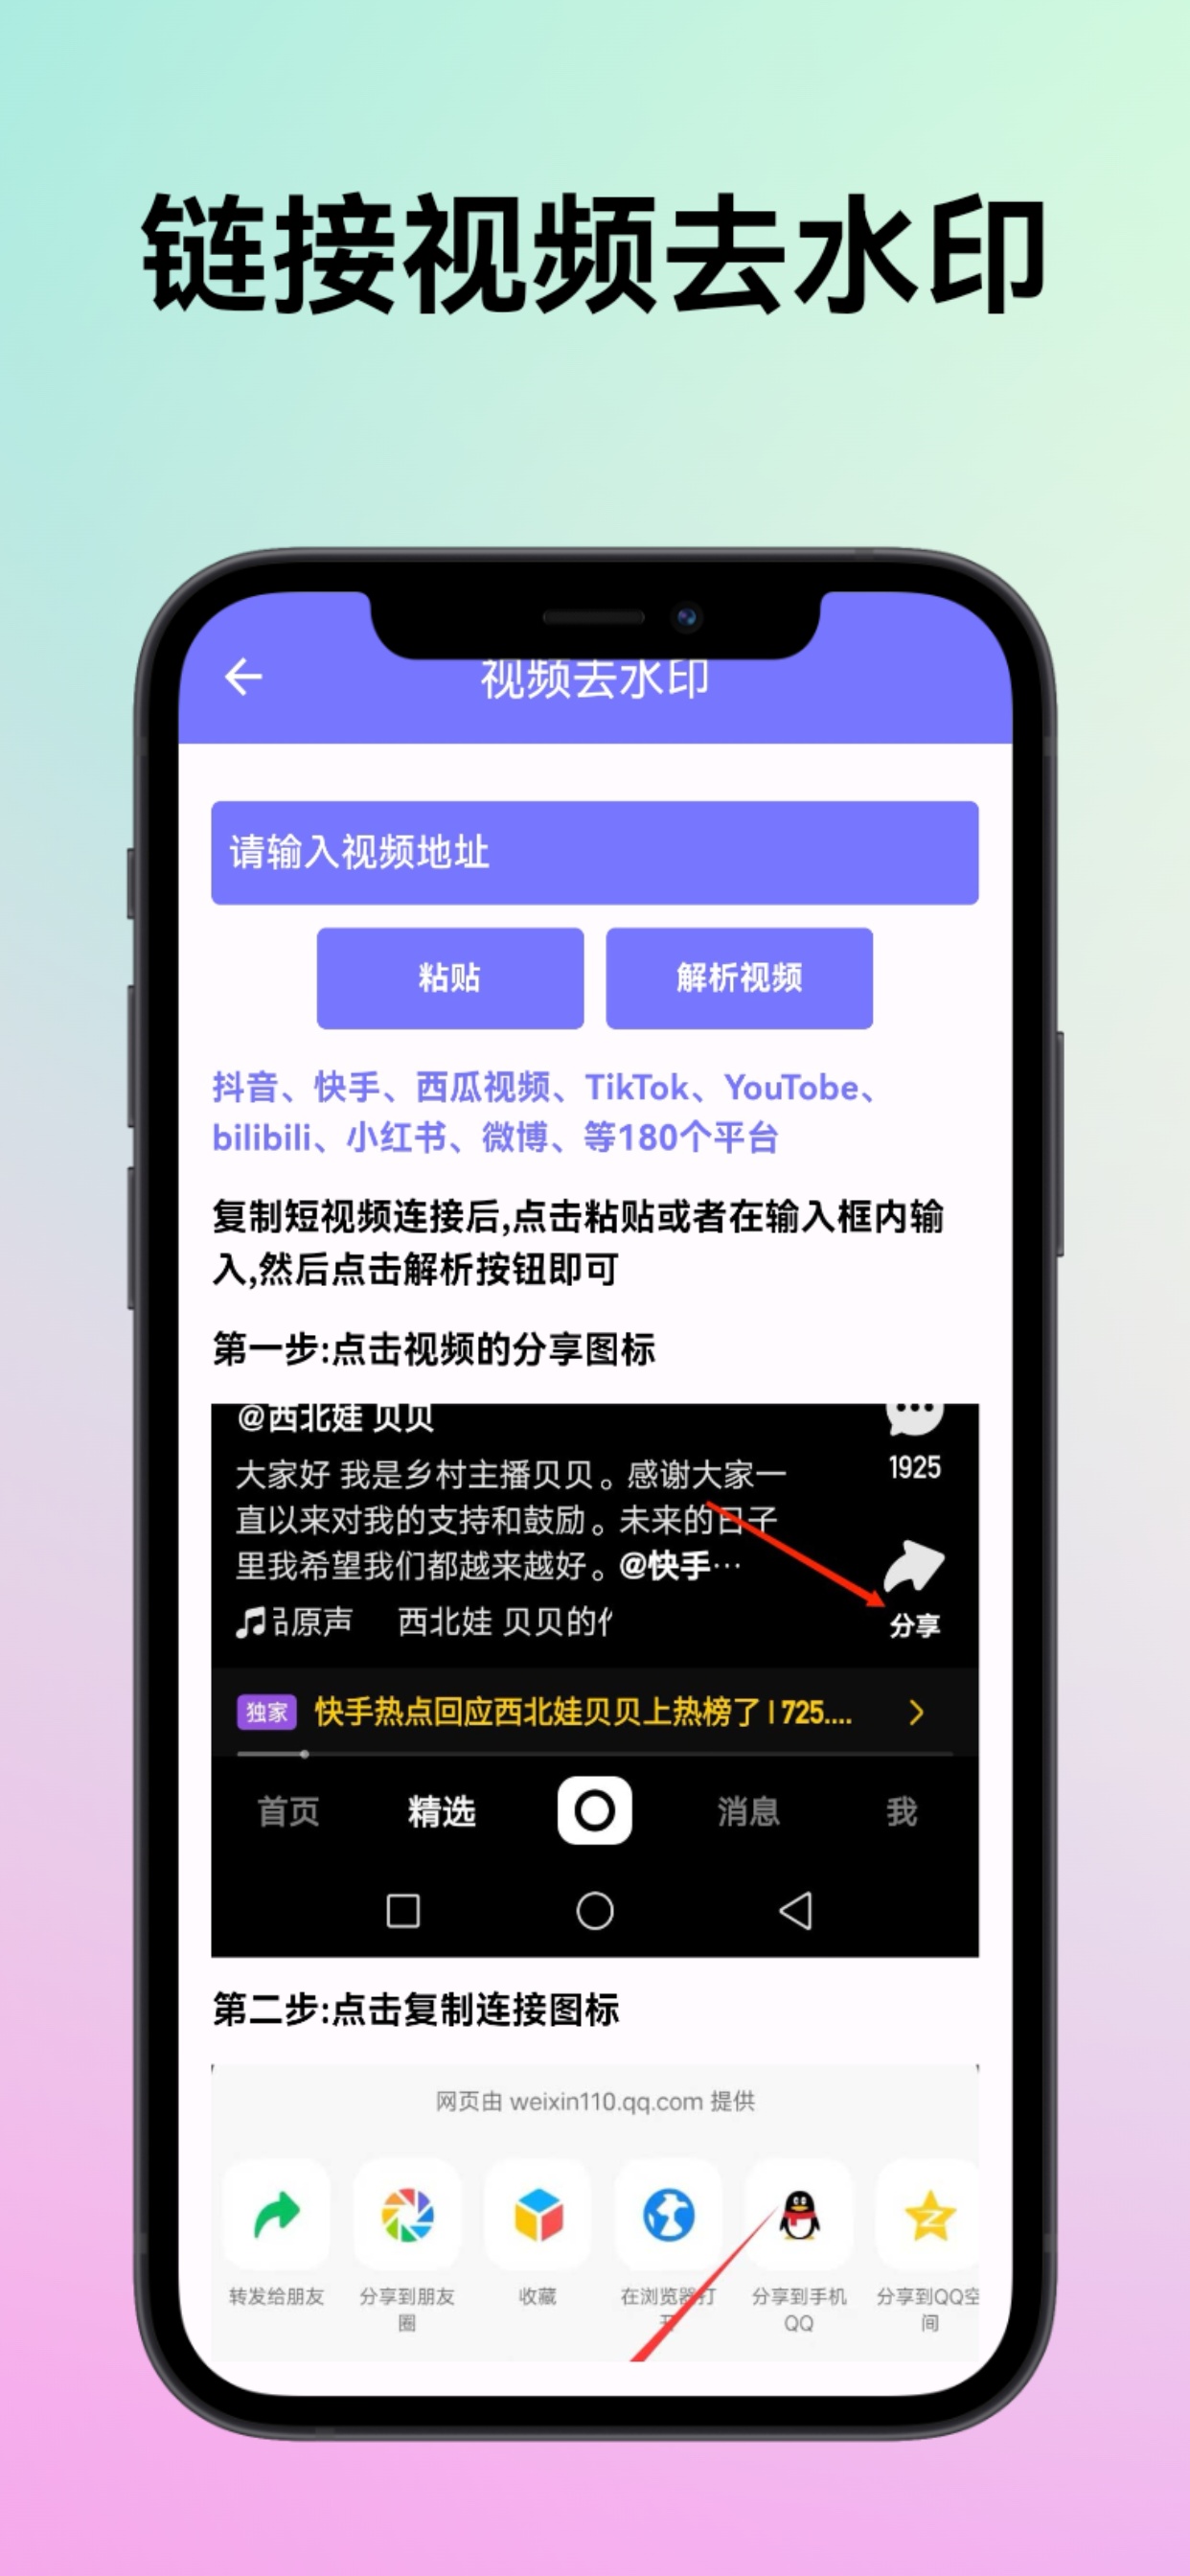 链接视频去水印
视频去水印
请输入视频地址
粘贴
解析视频
抖音、快手、西瓜视频、TikTok、YouTobe、
bilibili、小红书、微博、等180个平台
复制短视频连接后,点击粘贴或者在输入框内输
入,然后点击解析按钮即可
第一步:点击视频的分享图标
@西北娃 贝贝
1925
大家好 我是乡村主播贝贝。感谢大家一
直以来对我的支持和鼓励。未来的日子
里我希望我们都越来越好。@快手…
分享
原声 西北娃 贝贝的
独家 快手热点回应西北娃贝贝上热榜了 | 725....
首页 精选 消息 我
第二步:点击复制连接图标
网页由 weixin110.qq.com 提供
转发给朋友
分享到朋友
圈
收藏
在浏览器打
开
分享到手机
QQ
分享到QQ空
间